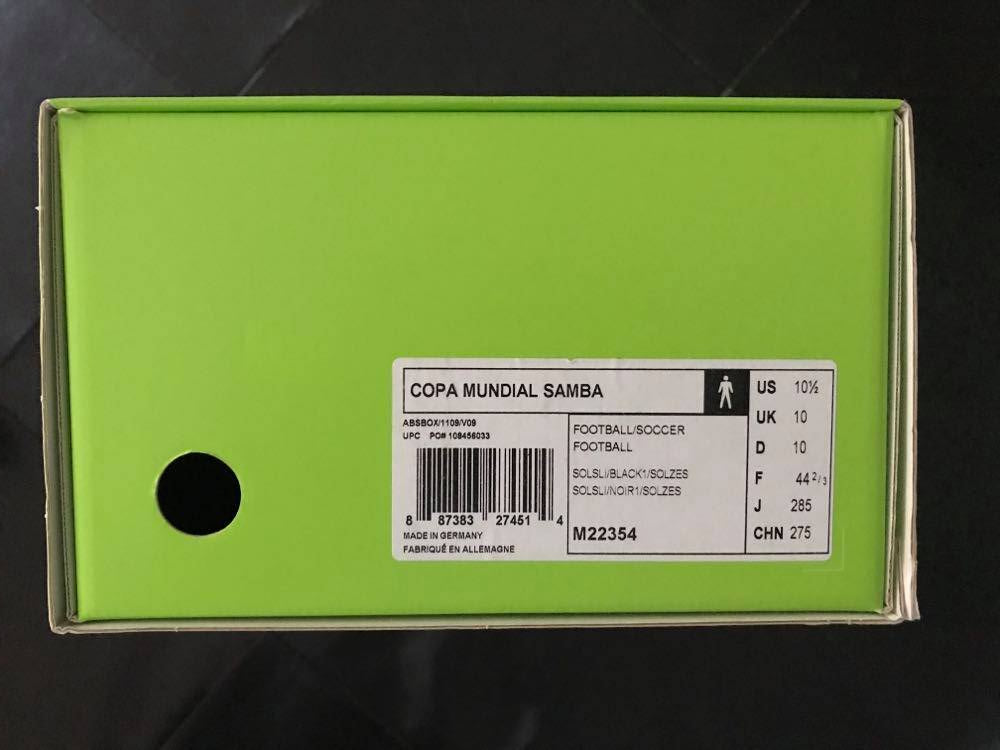 COPA MUNDIAL SAMBA
ABSBOX/1109/V09
UPC PO# 109456033
8 87383 27451 4
MADE IN GERMANY
FABRIQUÉ EN ALLEMAGNE
FOOTBALL/SOCCER
FOOTBALL
SOLSLI/BLACK1/SOLZES
SOLSLI/NOIR1/SOLZES
M22354
US 10½
UK 10
D 10
F 44 2/3
J 285
CHN 275